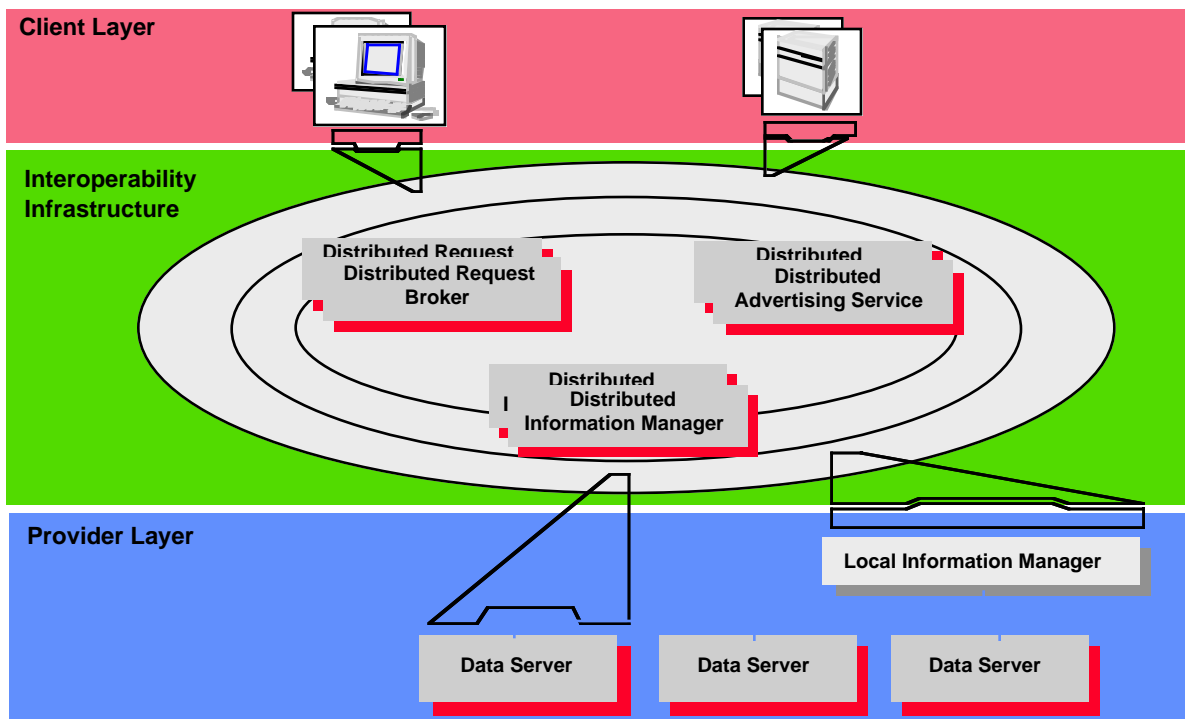 Client Layer
Interoperability
Infrastructure
Distributed Request
Distributed Request
Broker
Distributed
Distributed
Advertising Service
Distributed
Distributed
Information Manager
Provider Layer
Local Information Manager
Data Server
Data Server
Data Server